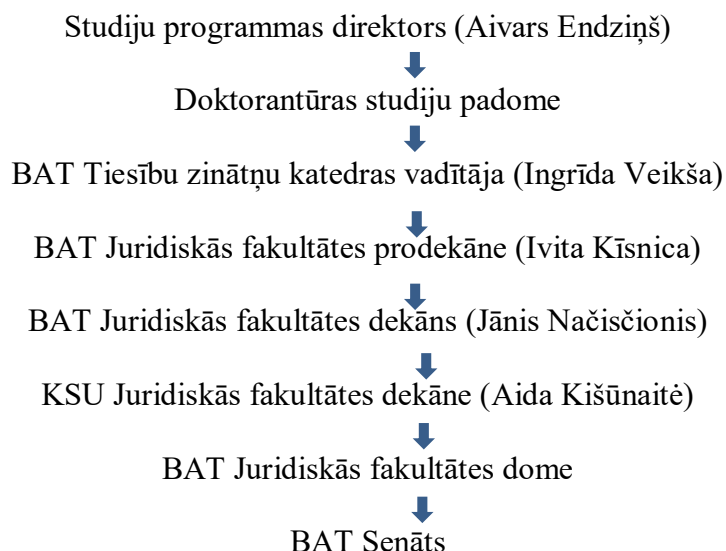 Studiju programmas direktors (Aivars Endziņš)
Doktorantūras studiju padome
BAT Tiesību zinātņu katedras vadītāja (Ingrīda Veikša)
BAT Juridiskās fakultātes prodekāne (Ivita Kīsnica)
BAT Juridiskās fakultātes dekāns (Jānis Načisčionis)
KSU Juridiskās fakultātes dekāne (Aida Kišūnaitė)
BAT Juridiskās fakultātes dome
BAT Senāts